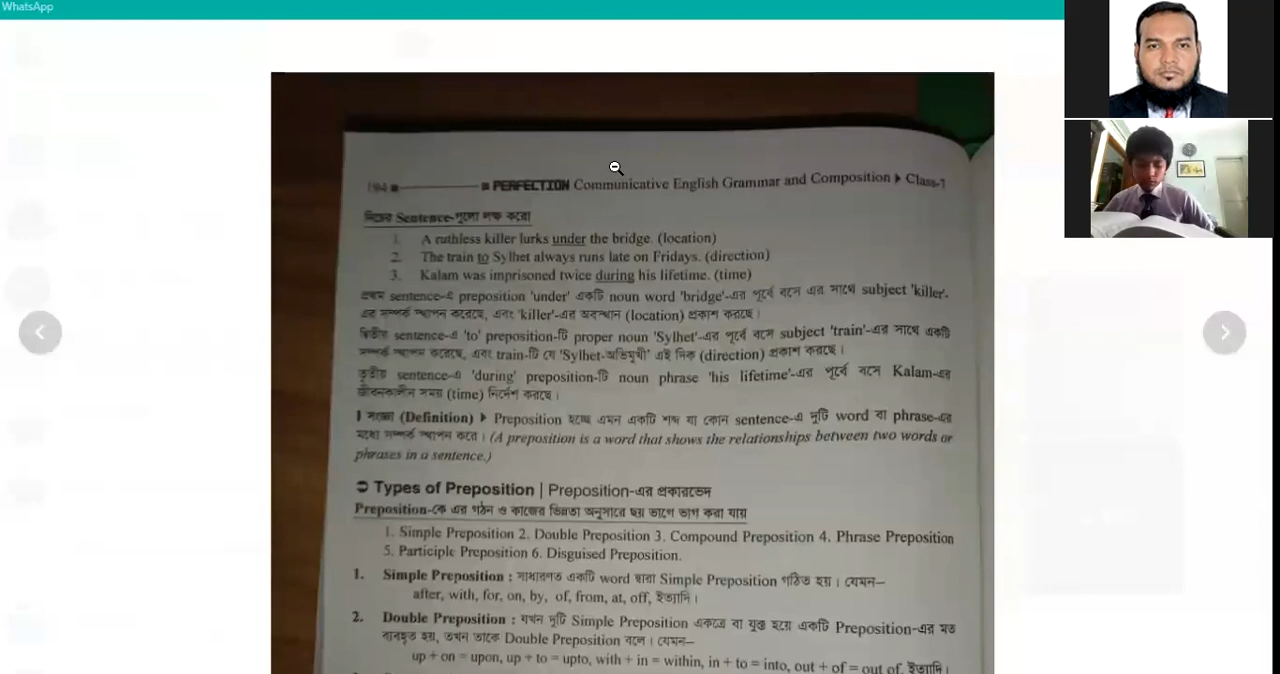 WhatsApp
194 ■ ■ PERFECTION Communicative English Grammar and Composition ▶ Class-7
নিচের Sentence-গুলো লক্ষ করো
1. A ruthless killer lurks under the bridge. (location)
2. The train to Sylhet always runs late on Fridays. (direction)
3. Kalam was imprisoned twice during his lifetime. (time)
প্রথম sentence-এ preposition 'under' একটি noun word 'bridge'-এর পূর্বে বসে এর সাথে subject 'killer'-
এর সম্পর্ক স্থাপন করেছে, এবং 'killer'-এর অবস্থান (location) প্রকাশ করছে।
দ্বিতীয় sentence-এ 'to' preposition-টি proper noun 'Sylhet'-এর পূর্বে বসে subject 'train'-এর সাথে একটি
সম্পর্ক স্থাপন করেছে, এবং train-টি যে 'Sylhet-অভিমুখী' এই দিক (direction) প্রকাশ করছে।
তৃতীয় sentence-এ 'during' preposition-টি noun phrase 'his lifetime'-এর পূর্বে বসে Kalam-এর
জীবনকালীন সময় (time) নির্দেশ করছে।
সংজ্ঞা (Definition) ▶ Preposition হচ্ছে এমন একটি শব্দ যা কোন sentence-এ দুটি word বা phrase-এর
মধ্যে সম্পর্ক স্থাপন করে। (A preposition is a word that shows the relationships between two words or
phrases in a sentence.)
➲ Types of Preposition | Preposition-এর প্রকারভেদ
Preposition-কে এর গঠন ও কাজের ভিন্নতা অনুসারে ছয় ভাগে ভাগ করা যায়
1. Simple Preposition 2. Double Preposition 3. Compound Preposition 4. Phrase Preposition
5. Participle Preposition 6. Disguised Preposition.
1. Simple Preposition : সাধারণত একটি word দ্বারা Simple Preposition গঠিত হয়। যেমন–
after, with, for, on, by, of, from, at, off, ইত্যাদি।
2. Double Preposition : যখন দুটি Simple Preposition একত্রে বা যুক্ত হয়ে একটি Preposition-এর মত
ব্যবহৃত হয়, তখন তাকে Double Preposition বলে। যেমন–
up + on = upon, up + to = upto, with + in = within, in + to = into, out + of = out of, ইত্যাদি।